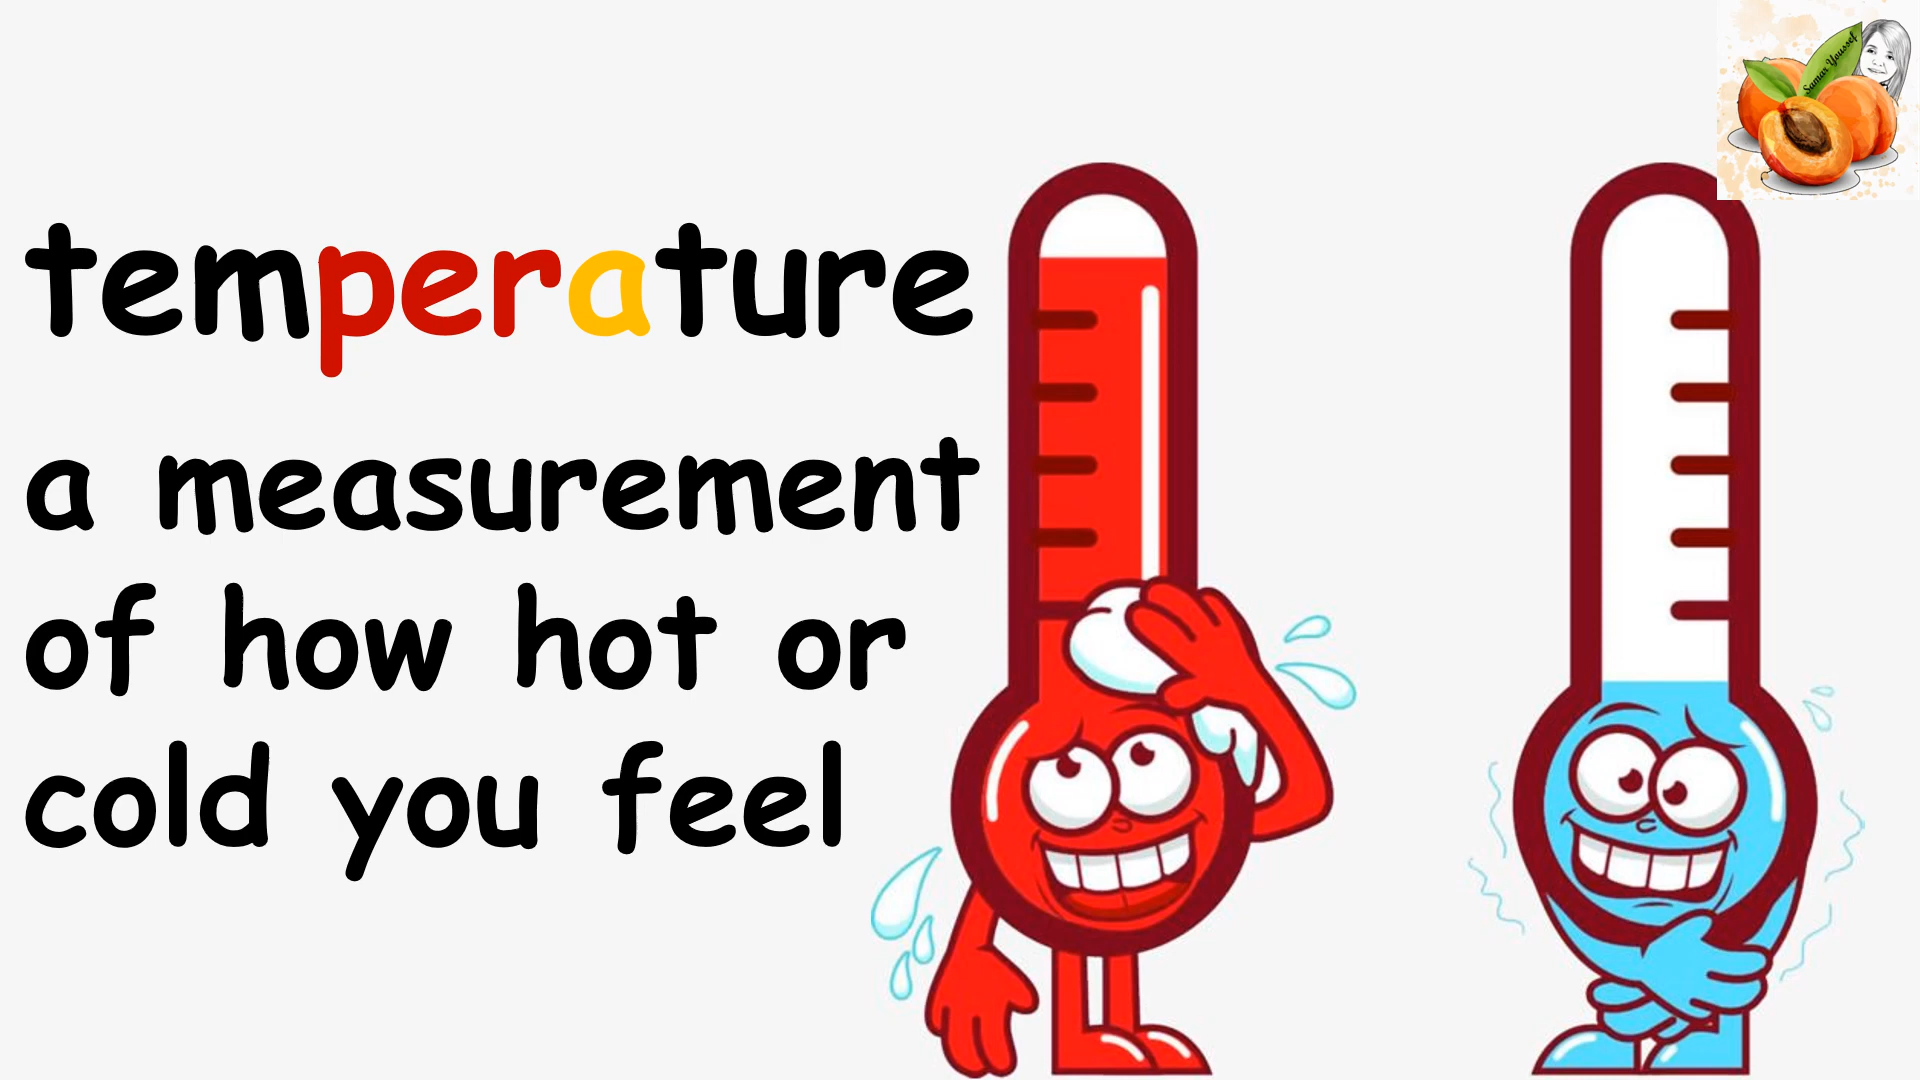 temperature
a measurement
of how hot or
cold you feel
Samar Youssef